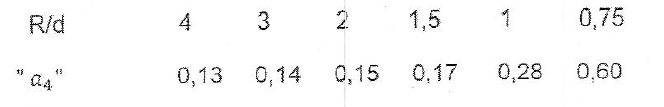 R/d 4 3 2 1,5 1 0,75
"a₄" 0,13 0,14 0,15 0,17 0,28 0,60